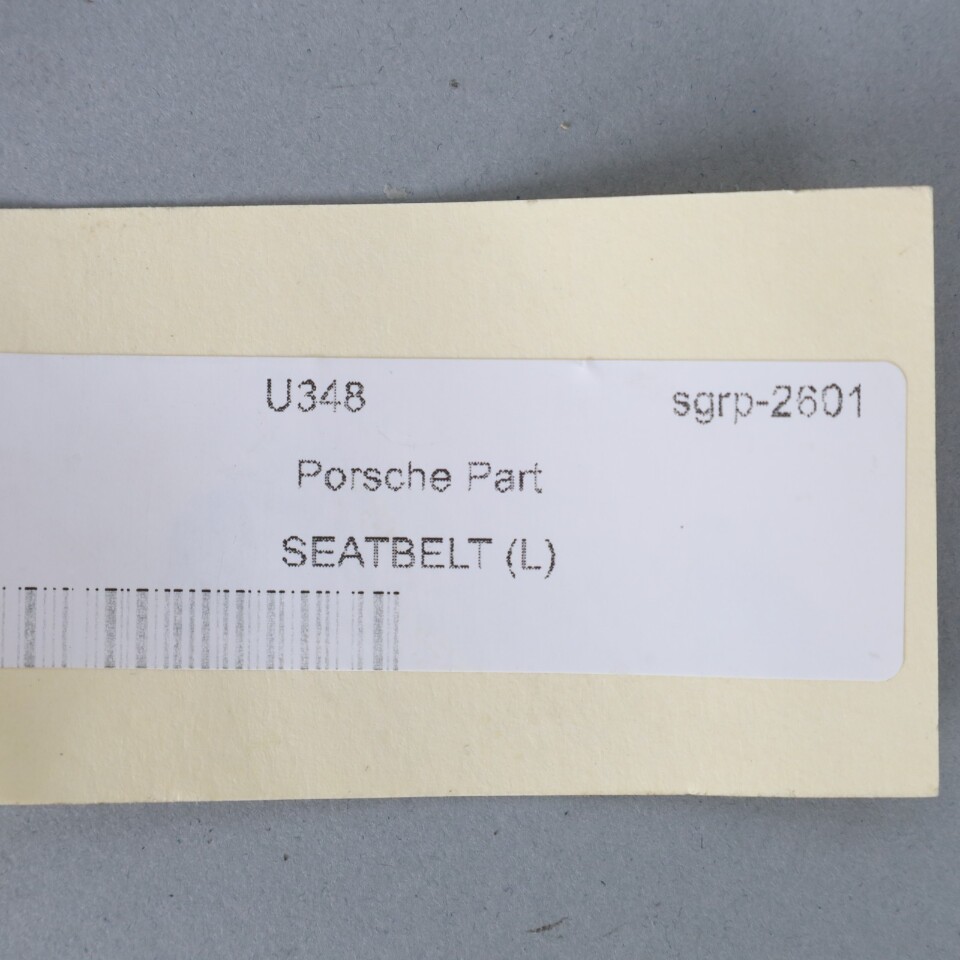 U348 sgrp-2601
Porsche Part
SEATBELT (L)